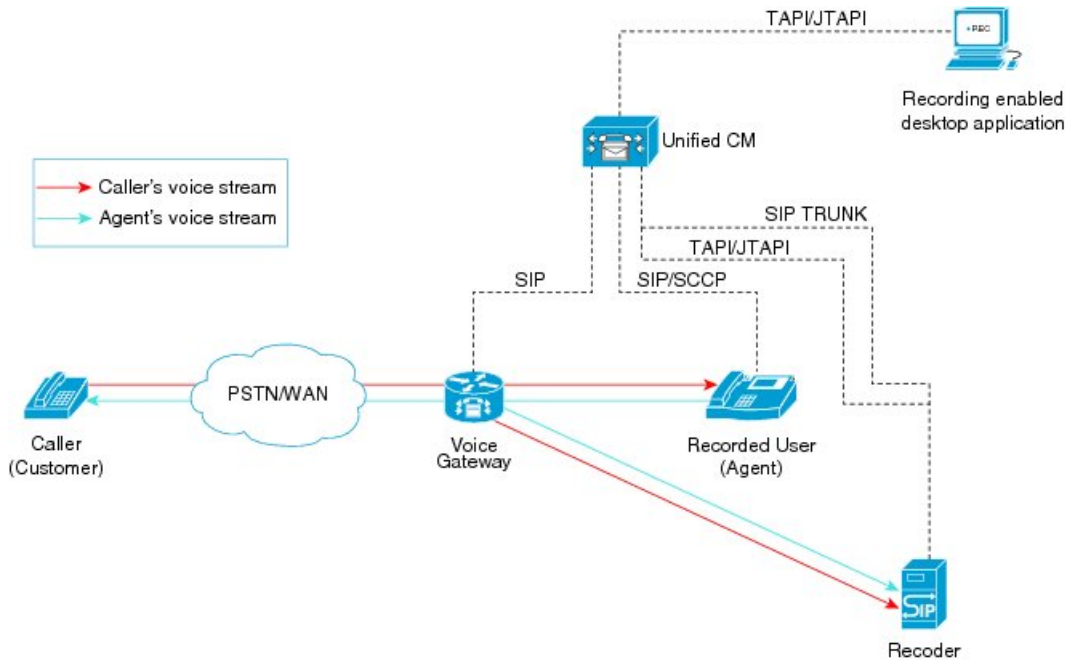 TAPI/JTAPI
REC
Recording enabled
desktop application
Unified CM
Caller's voice stream
Agent's voice stream
SIP TRUNK
TAPI/JTAPI
SIP
SIP/SCCP
PSTN/WAN
Caller
(Customer)
Voice
Gateway
Recorded User
(Agent)
SIP
Recoder